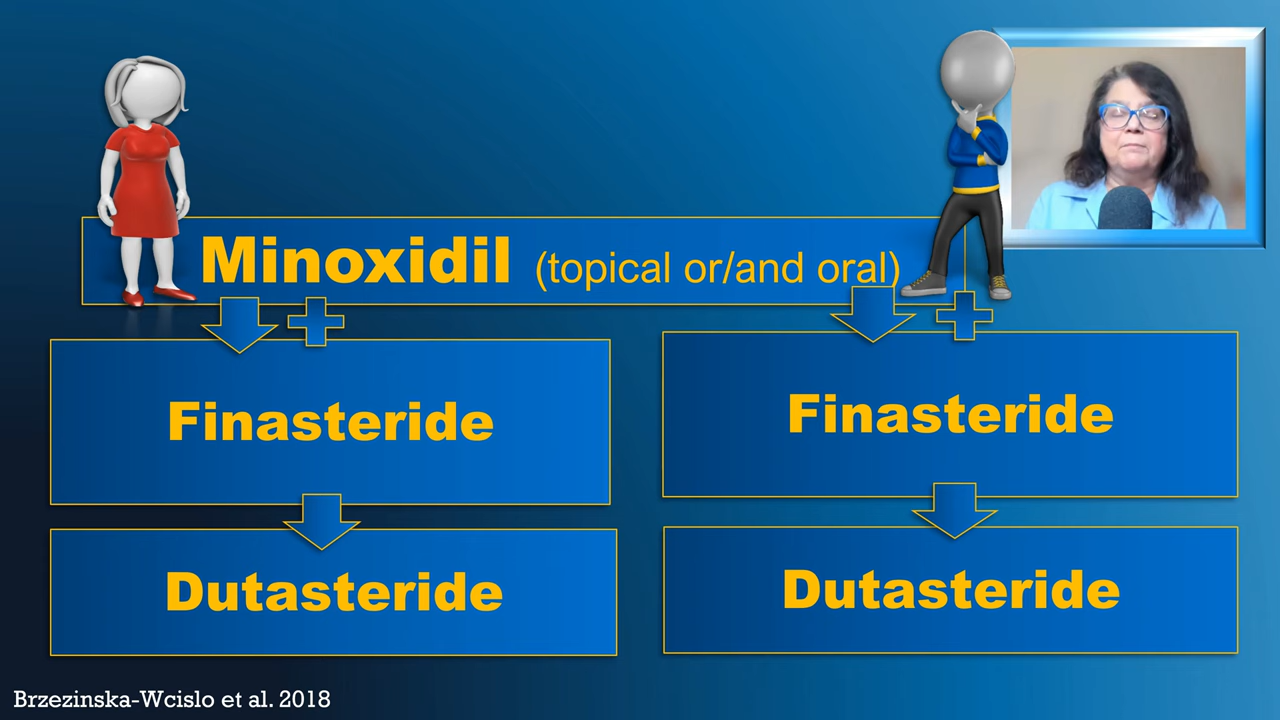 Minoxidil (topical or/and oral)
Finasteride
Finasteride
Dutasteride
Dutasteride
Brzezinska-Wcislo et al. 2018